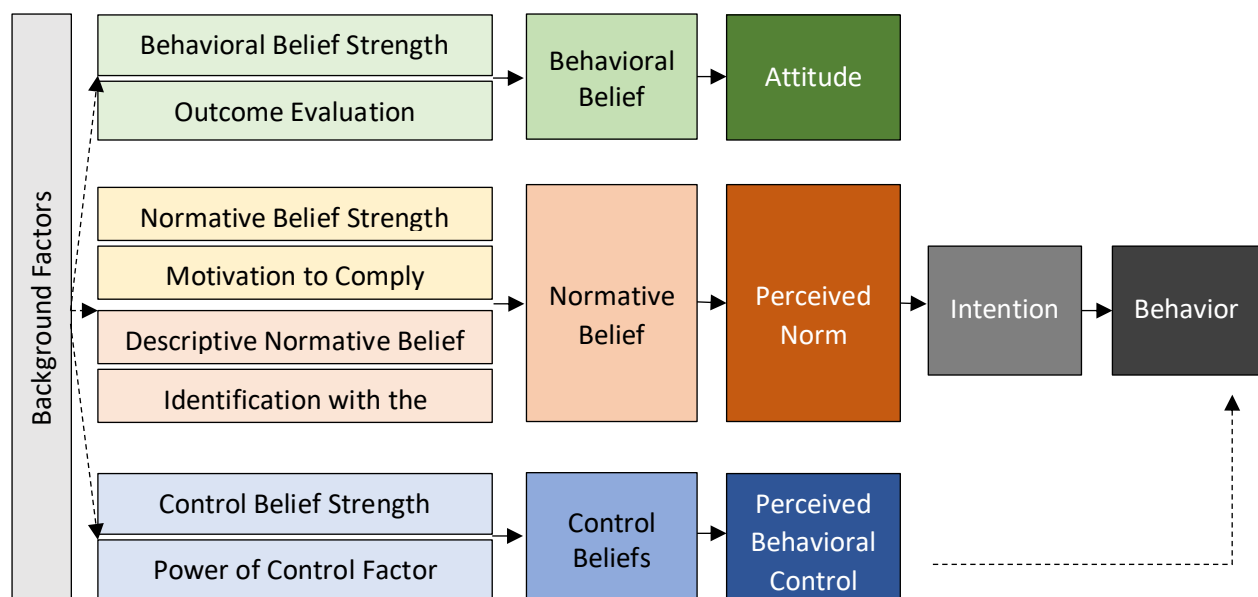 Background Factors
Behavioral Belief Strength
Outcome Evaluation
Behavioral
Belief
Attitude
Normative Belief Strength
Motivation to Comply
Descriptive Normative Belief
Identification with the
Normative
Belief
Perceived
Norm
Intention
Behavior
Control Belief Strength
Power of Control Factor
Control
Beliefs
Perceived
Behavioral
Control